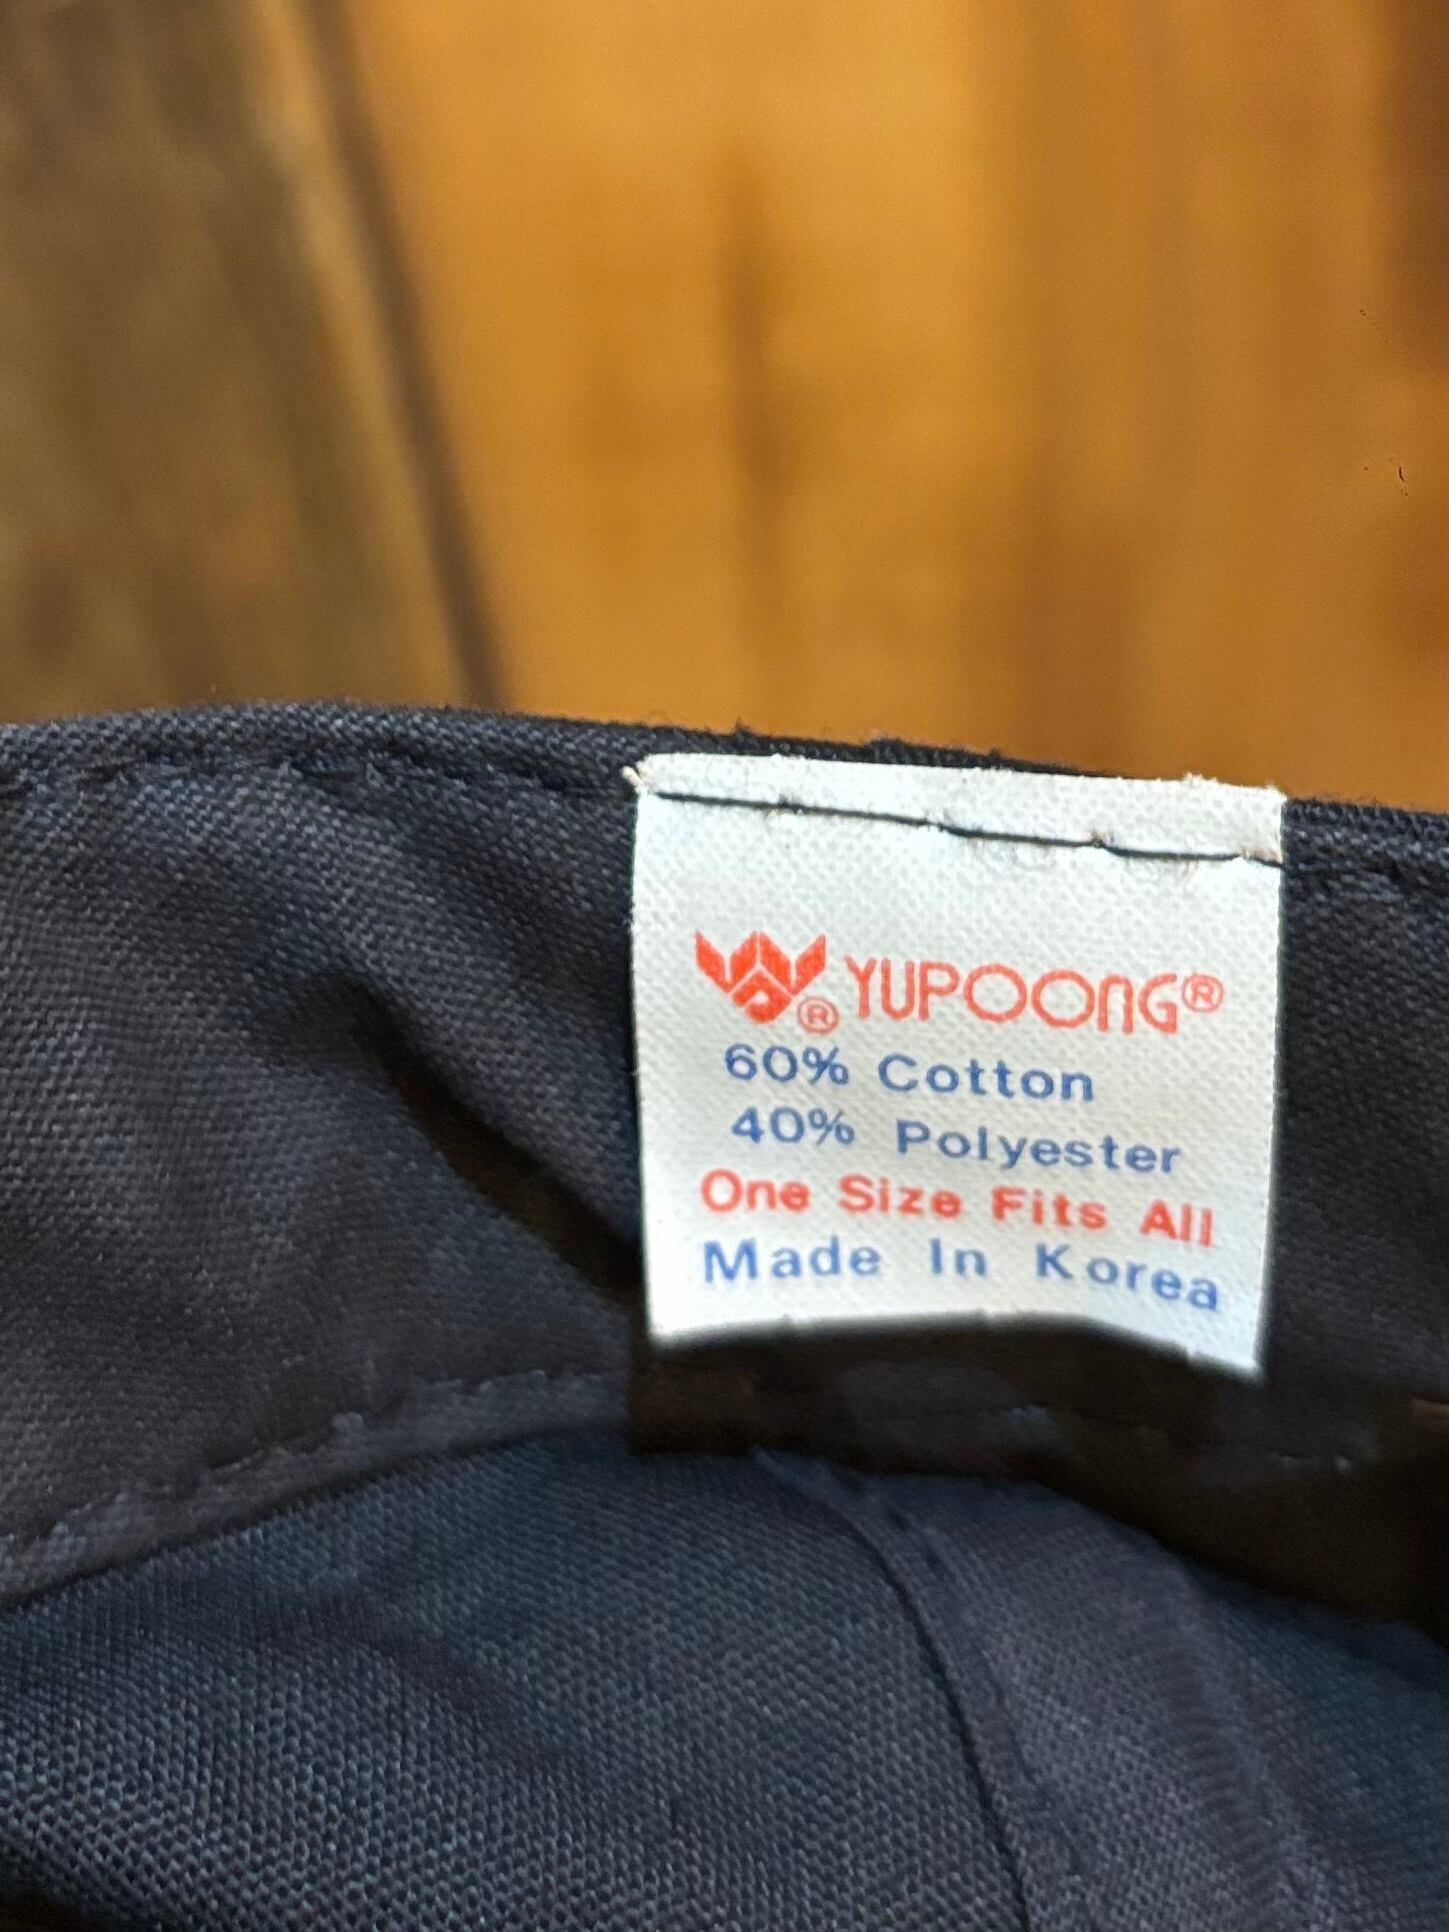 ® YUPOONG®
60% Cotton
40% Polyester
One Size Fits All
Made In Korea